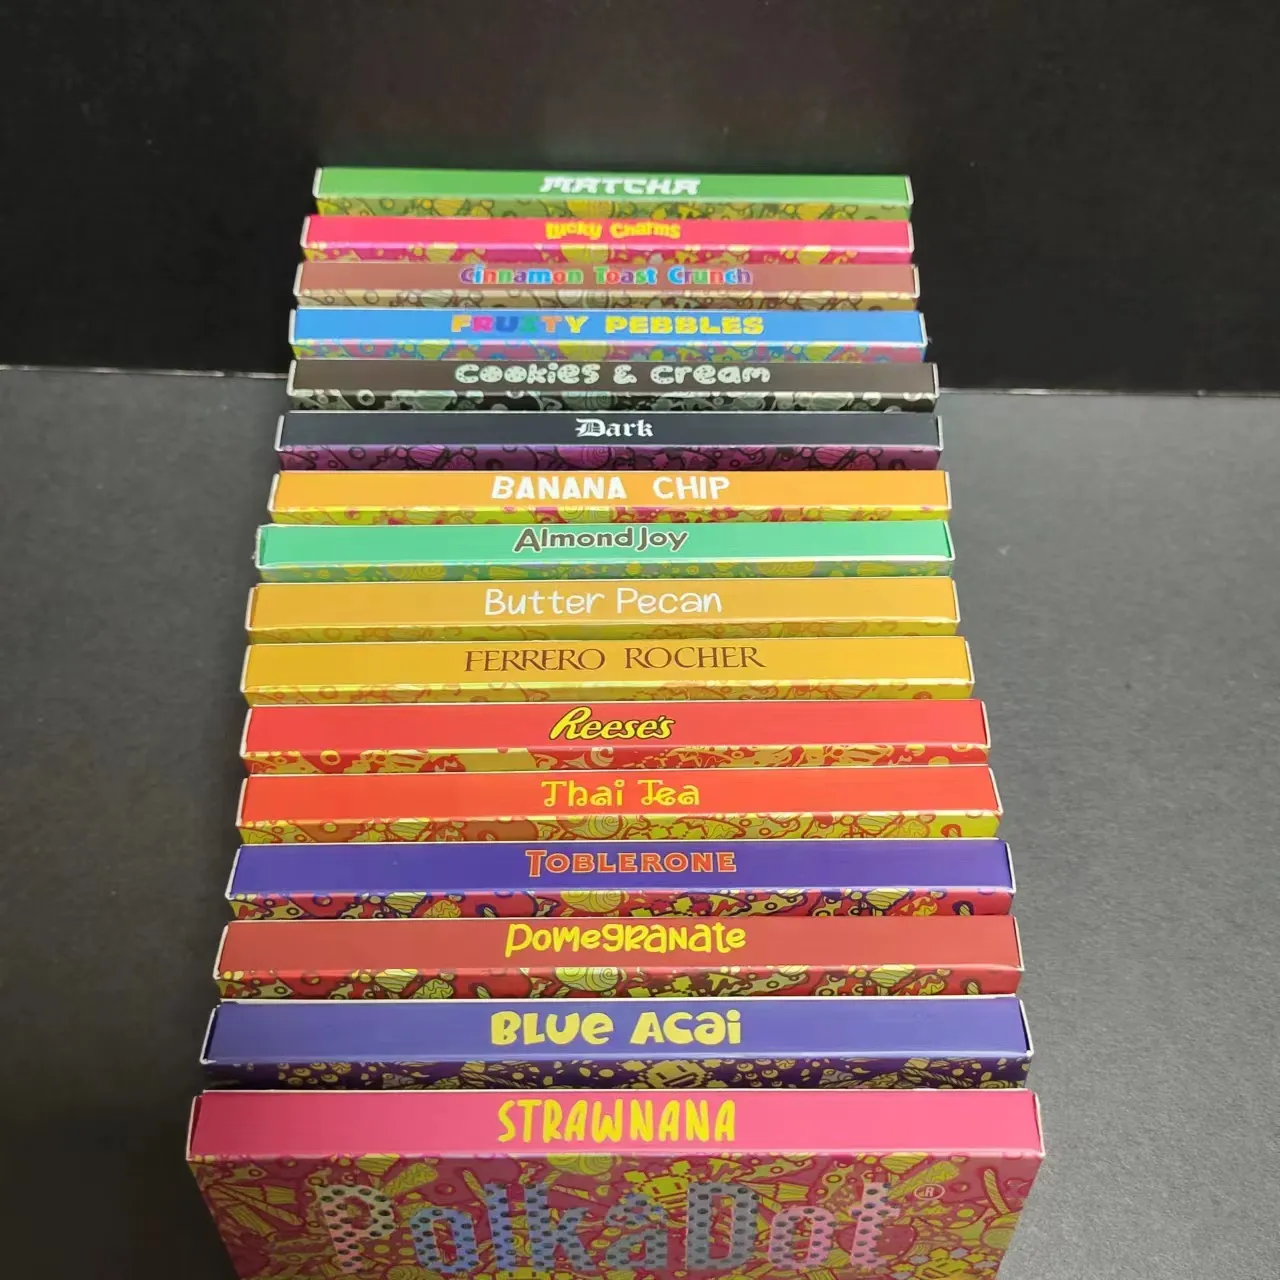 MATCHA
Lucky Charms
Cinnamon Toast Crunch
FRUITY PEBBLES
Cookies & Cream
Dark
BANANA CHIP
Almond Joy
Butter Pecan
FERRERO ROCHER
Reese's
Thai Tea
TOBLERONE
Pomegranate
BLUE ACAi
STRAWNANA
PolkaDot®